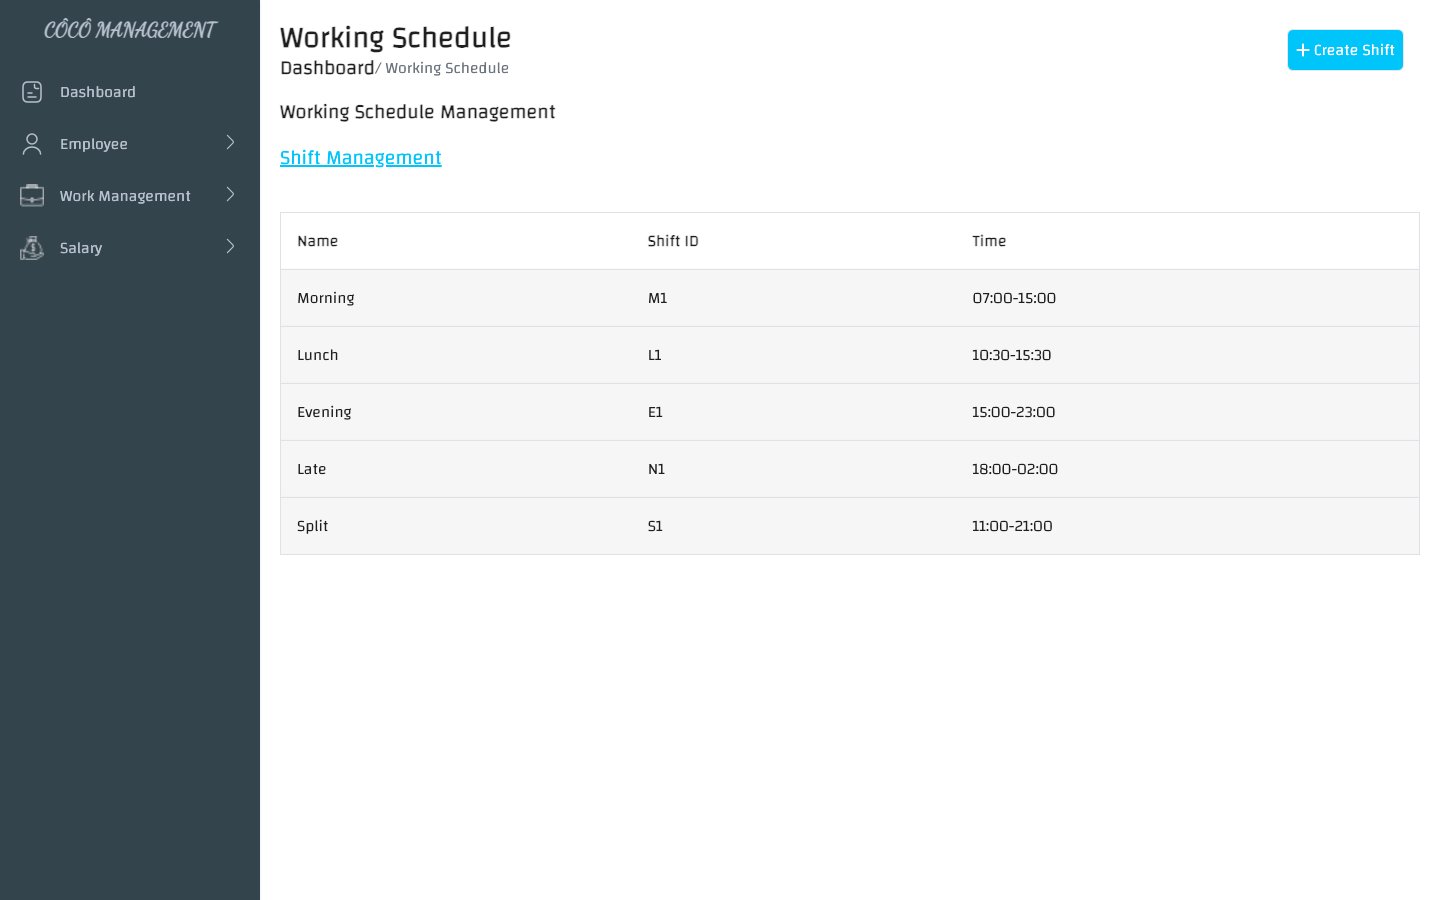 CÔCÔ MANAGEMENT
Dashboard
Employee
Work Management
Salary
Working Schedule
Dashboard/ Working Schedule
Create Shift
Working Schedule Management
Shift Management
Name Shift ID Time
Morning M1 07:00-15:00
Lunch L1 10:30-15:30
Evening E1 15:00-23:00
Late N1 18:00-02:00
Split S1 11:00-21:00